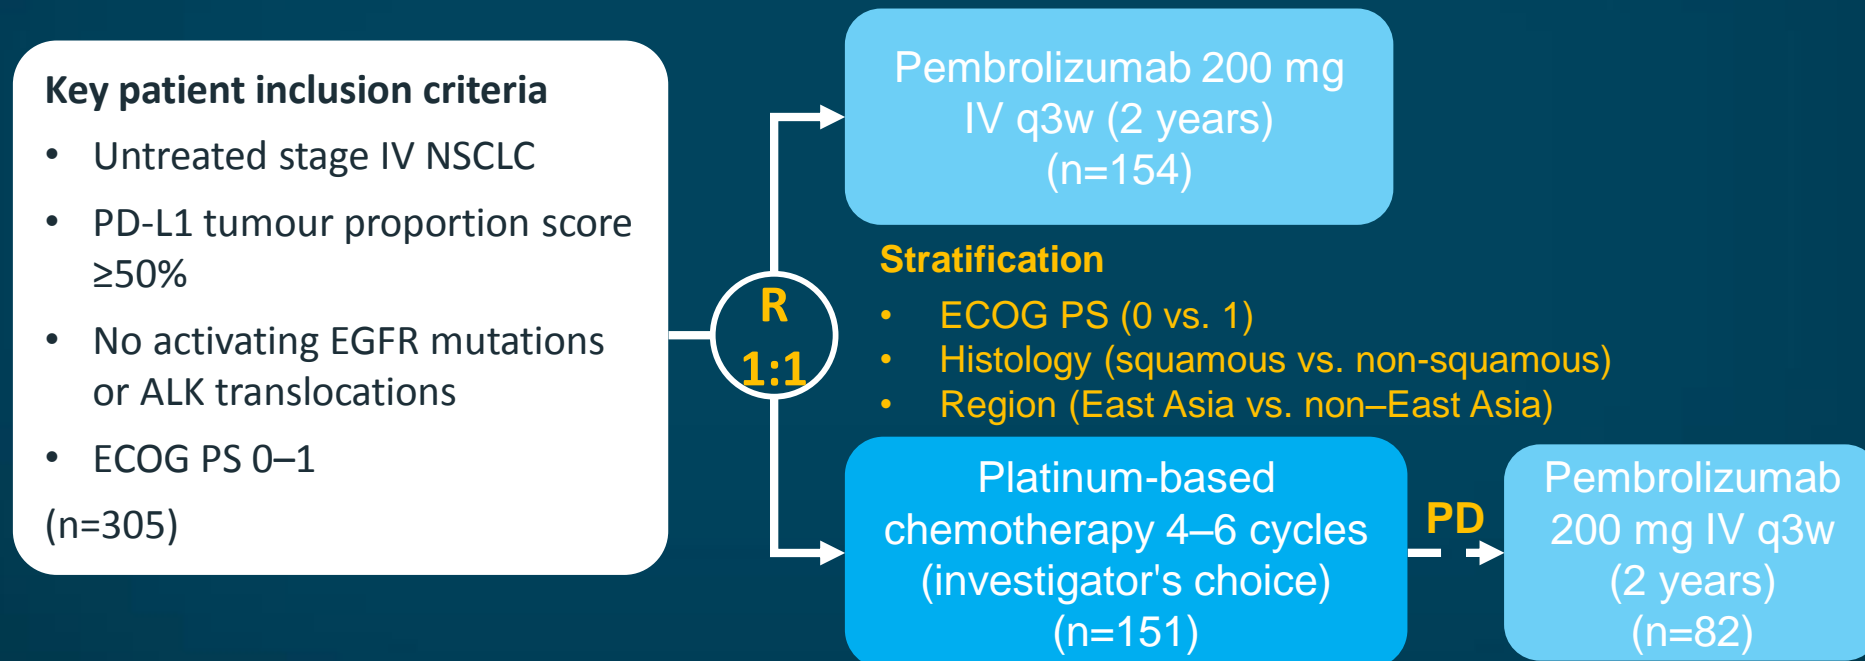 Key patient inclusion criteria
• Untreated stage IV NSCLC
• PD-L1 tumour proportion score
≥50%
• No activating EGFR mutations
or ALK translocations
• ECOG PS 0–1
(n=305)
R
1:1
Pembrolizumab 200 mg
IV q3w (2 years)
(n=154)
Stratification
• ECOG PS (0 vs. 1)
• Histology (squamous vs. non-squamous)
• Region (East Asia vs. non–East Asia)
Platinum-based
chemotherapy 4–6 cycles
(investigator's choice)
(n=151)
PD
Pembrolizumab
200 mg IV q3w
(2 years)
(n=82)